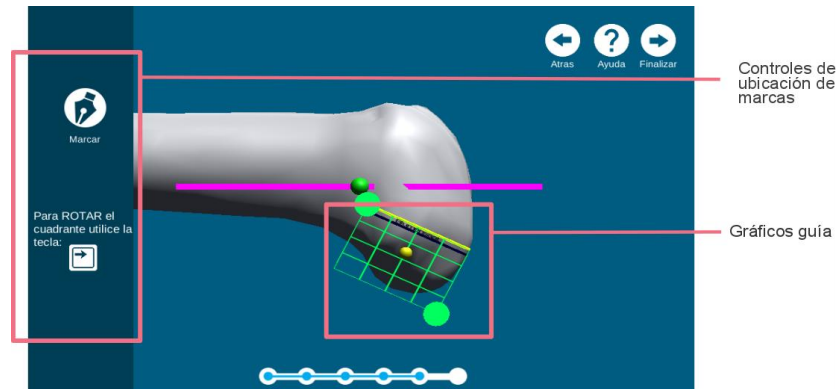 Atras
Ayuda
Finalizar
Controles de
ubicación de
marcas
Marcar
Para ROTAR el
cuadrante utilice la
tecla:
Gráficos guía